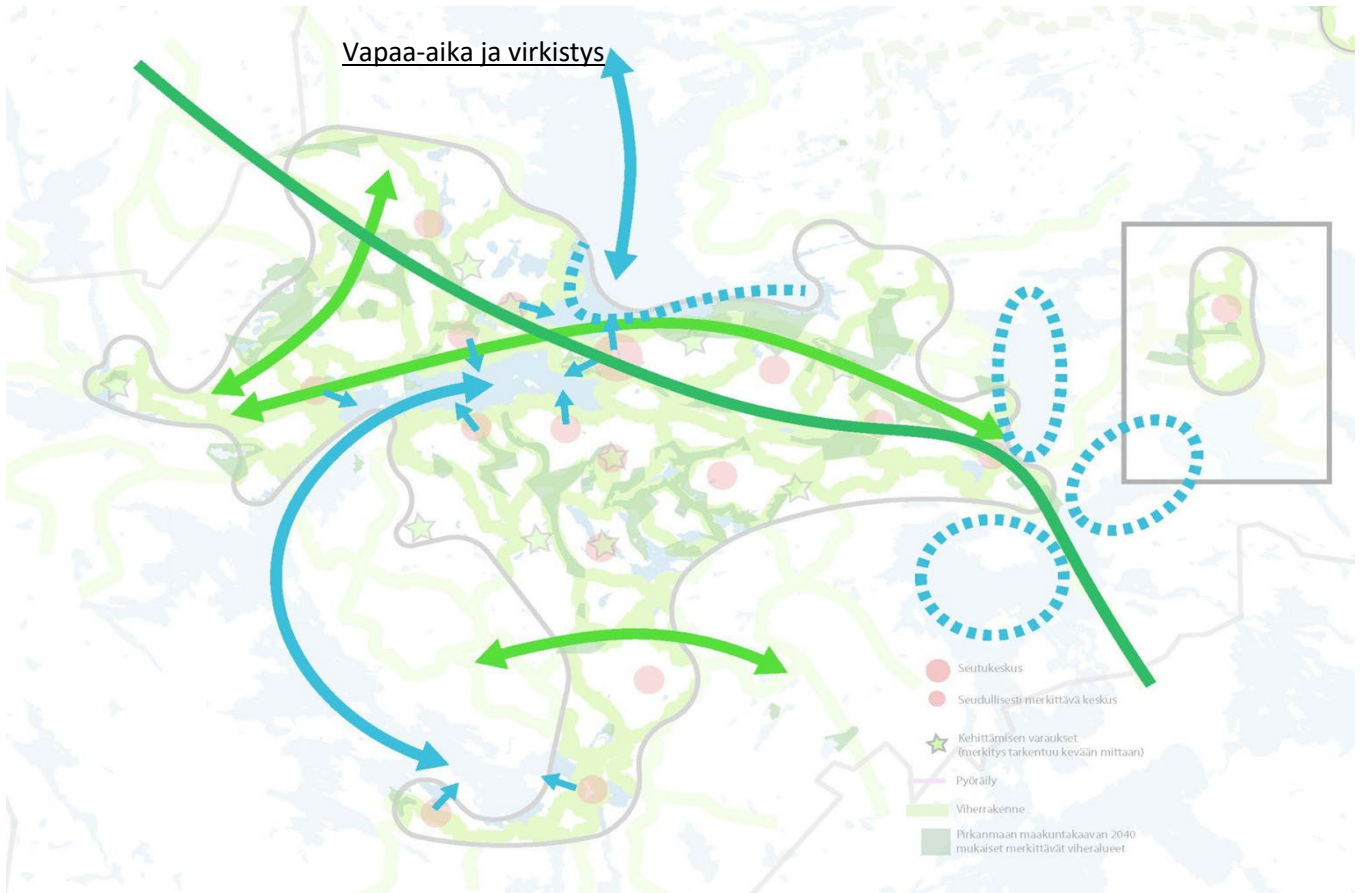 Vapaa-aika ja virkistys
Seutukeskus
Seudullisesti merkittävä keskus
Kehittämisen varaukset
(merkitys tarkentuu kevään mittaan)
Pyöräily
Viherrakenne
Pirkanmaan maakuntakaavan 2040
mukaiset merkittävät viheralueet